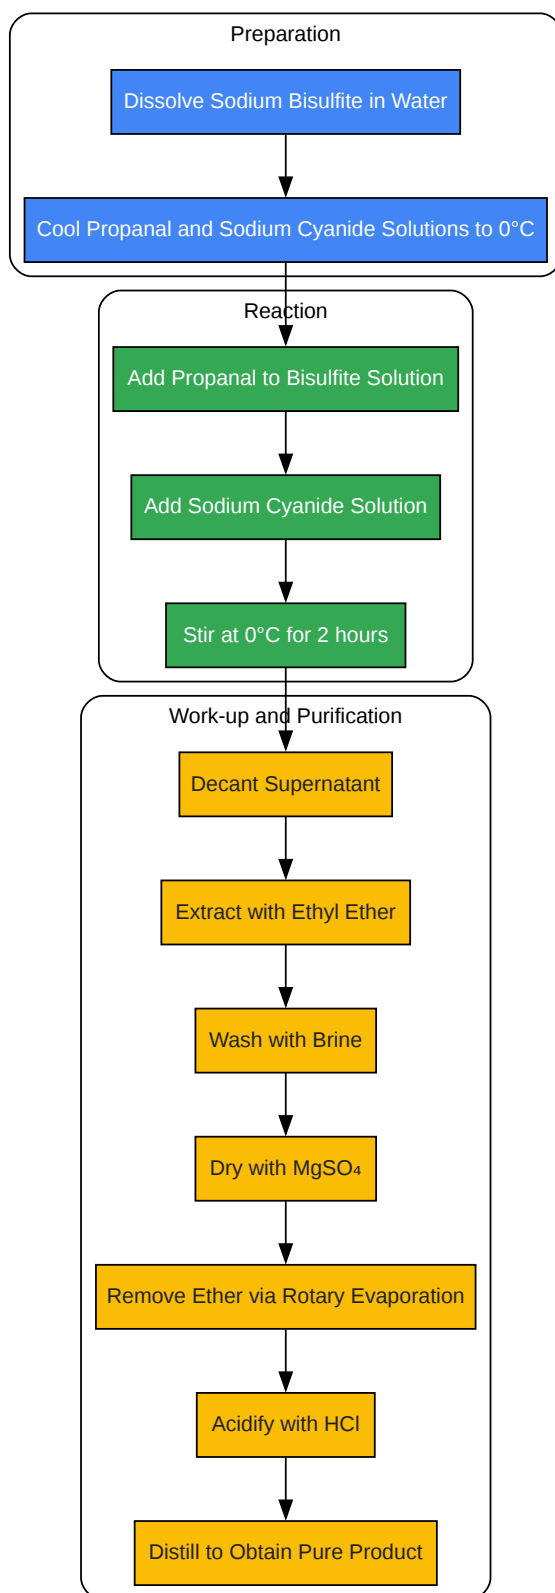 Preparation
Dissolve Sodium Bisulfite in Water
Cool Propanal and Sodium Cyanide Solutions to 0°C
Reaction
Add Propanal to Bisulfite Solution
Add Sodium Cyanide Solution
Stir at 0°C for 2 hours
Work-up and Purification
Decant Supernatant
Extract with Ethyl Ether
Wash with Brine
Dry with MgSO₄
Remove Ether via Rotary Evaporation
Acidify with HCl
Distill to Obtain Pure Product